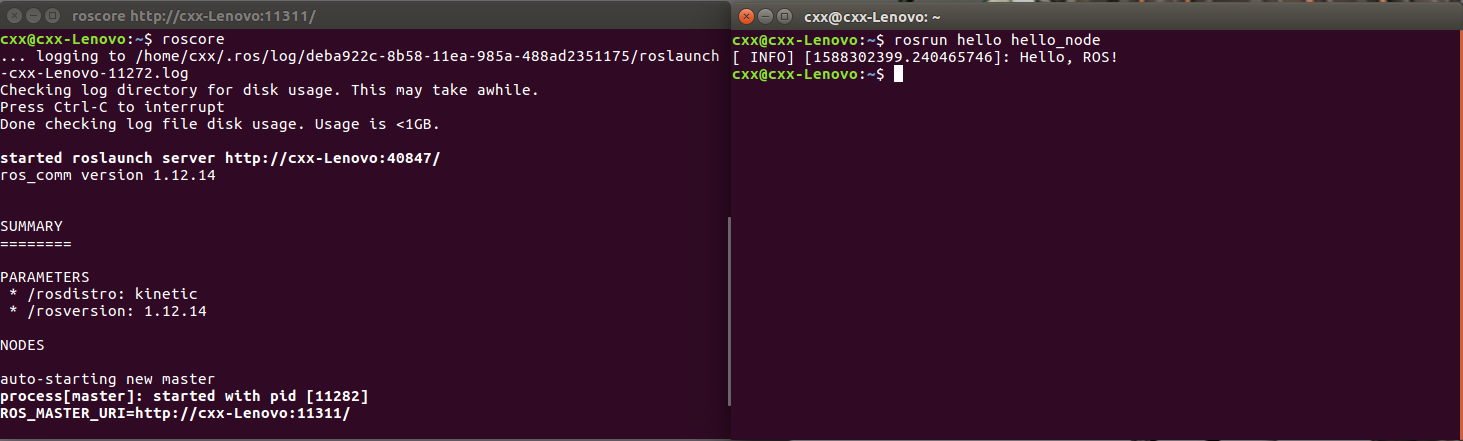 roscore http://cxx-Lenovo:11311/
cxx@cxx-Lenovo:~$ roscore
... logging to /home/cxx/.ros/log/deba922c-8b58-11ea-985a-488ad2351175/roslaunch
-cxx-Lenovo-11272.log
Checking log directory for disk usage. This may take awhile.
Press Ctrl-C to interrupt
Done checking log file disk usage. Usage is <1GB.
started roslaunch server http://cxx-Lenovo:40847/
ros_comm version 1.12.14
SUMMARY
========
PARAMETERS
* /rosdistro: kinetic
* /rosversion: 1.12.14
NODES
auto-starting new master
process[master]: started with pid [11282]
ROS_MASTER_URI=http://cxx-Lenovo:11311/
cxx@cxx-Lenovo: ~
cxx@cxx-Lenovo:~$ rosrun hello hello_node
[ INFO] [1588302399.240465746]: Hello, ROS!
cxx@cxx-Lenovo:~$